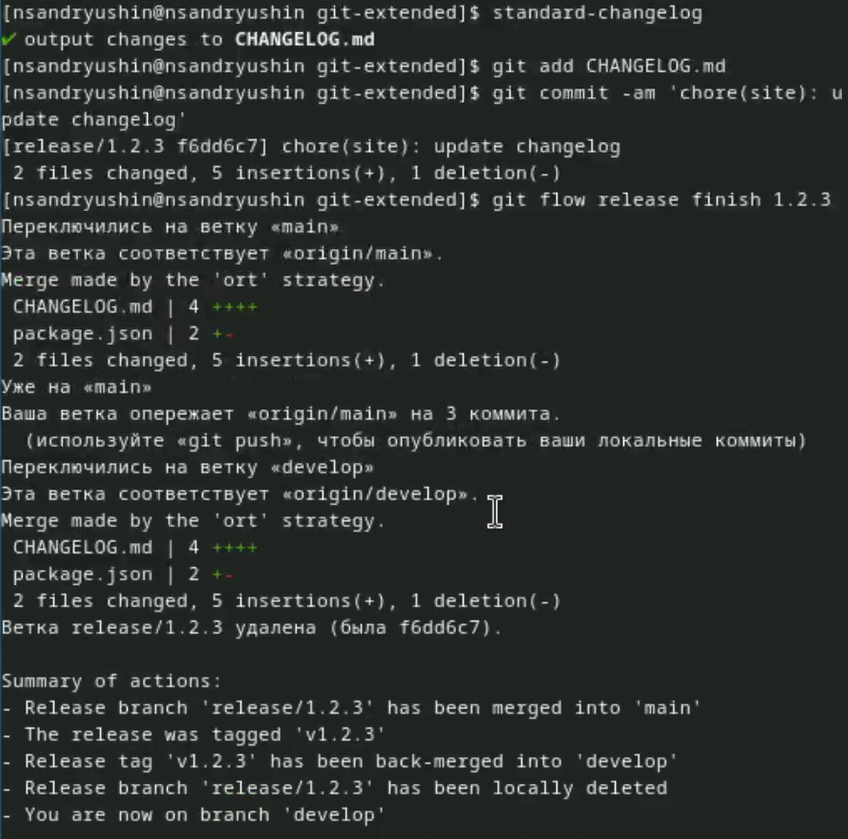 [nsandryushin@nsandryushin git-extended]$ standard-changelog
✔ output changes to CHANGELOG.md
[nsandryushin@nsandryushin git-extended]$ git add CHANGELOG.md
[nsandryushin@nsandryushin git-extended]$ git commit -am 'chore(site): u
pdate changelog'
[release/1.2.3 f6dd6c7] chore(site): update changelog
 2 files changed, 5 insertions(+), 1 deletion(-)
[nsandryushin@nsandryushin git-extended]$ git flow release finish 1.2.3
Переключились на ветку «main»
Эта ветка соответствует «origin/main».
Merge made by the 'ort' strategy.
 CHANGELOG.md | 4 ++++
 package.json | 2 +-
 2 files changed, 5 insertions(+), 1 deletion(-)
Уже на «main»
Ваша ветка опережает «origin/main» на 3 коммита.
  (используйте «git push», чтобы опубликовать ваши локальные коммиты)
Переключились на ветку «develop»
Эта ветка соответствует «origin/develop».
Merge made by the 'ort' strategy.
 CHANGELOG.md | 4 ++++
 package.json | 2 +-
 2 files changed, 5 insertions(+), 1 deletion(-)
Ветка release/1.2.3 удалена (была f6dd6c7).

Summary of actions:
- Release branch 'release/1.2.3' has been merged into 'main'
- The release was tagged 'v1.2.3'
- Release tag 'v1.2.3' has been back-merged into 'develop'
- Release branch 'release/1.2.3' has been locally deleted
- You are now on branch 'develop'